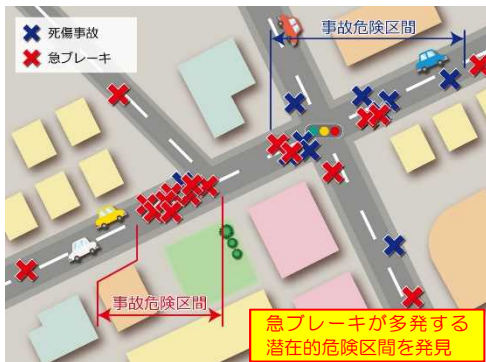 死傷事故
急ブレーキ
事故危険区間
事故危険区間
急ブレーキが多発する
潜在的危険区間を発見